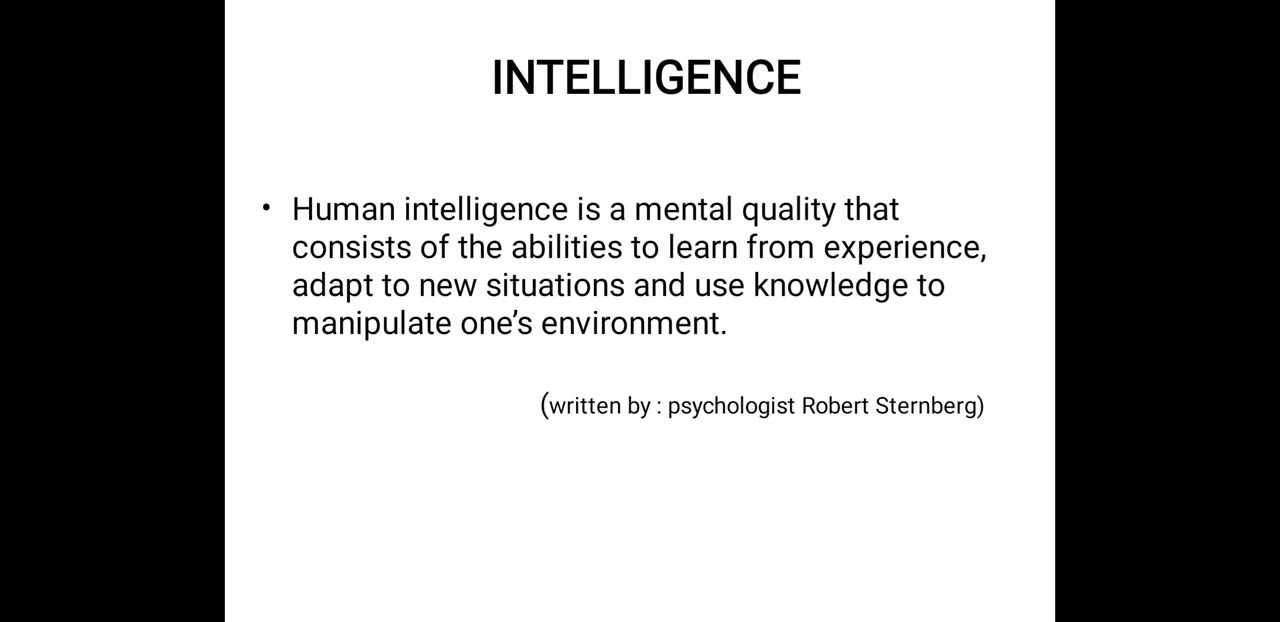 INTELLIGENCE
• Human intelligence is a mental quality that
consists of the abilities to learn from experience,
adapt to new situations and use knowledge to
manipulate one’s environment.
(written by : psychologist Robert Sternberg)